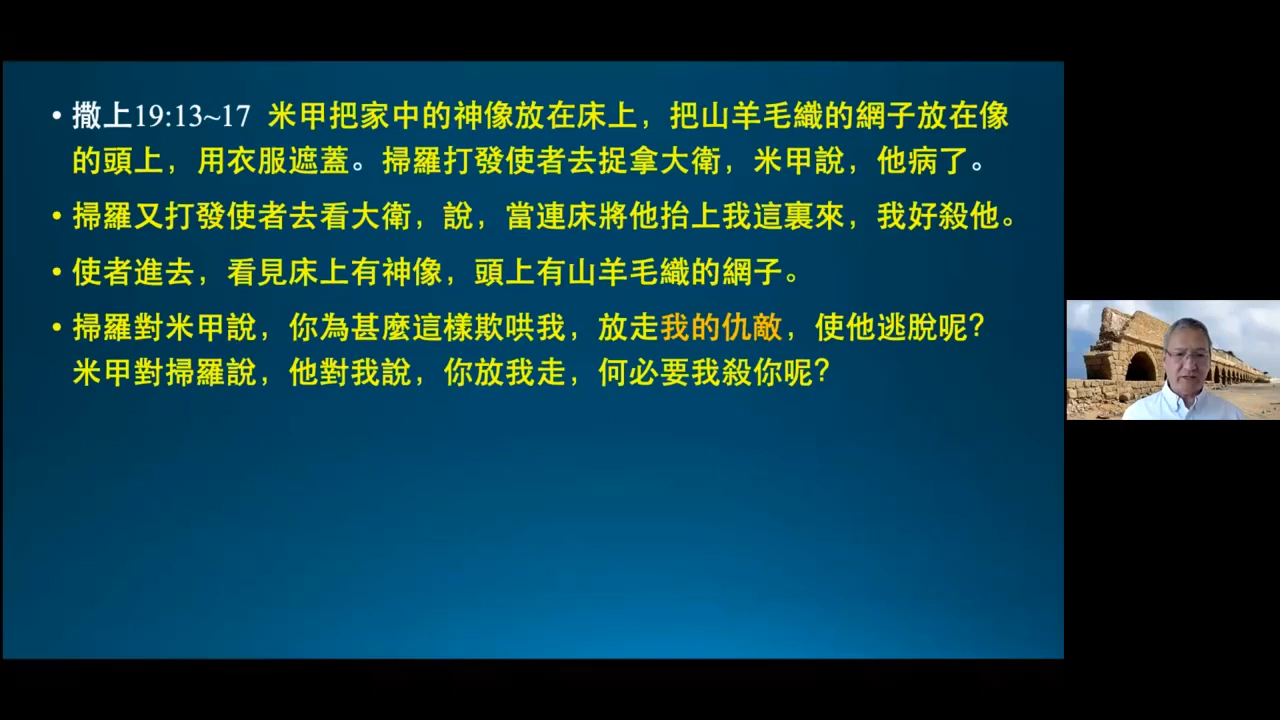 • 撒上19:13~17 米甲把家中的神像放在床上，把山羊毛織的網子放在像
的頭上，用衣服遮蓋。掃羅打發使者去捉拿大衛，米甲說，他病了。
• 掃羅又打發使者去看大衛，說，當連床將他抬上我這裏來，我好殺他。
• 使者進去，看見床上有神像，頭上有山羊毛織的網子。
• 掃羅對米甲說，你為甚麼這樣欺哄我，放走我的仇敵，使他逃脫呢？
米甲對掃羅說，他對我說，你放我走，何必要我殺你呢？